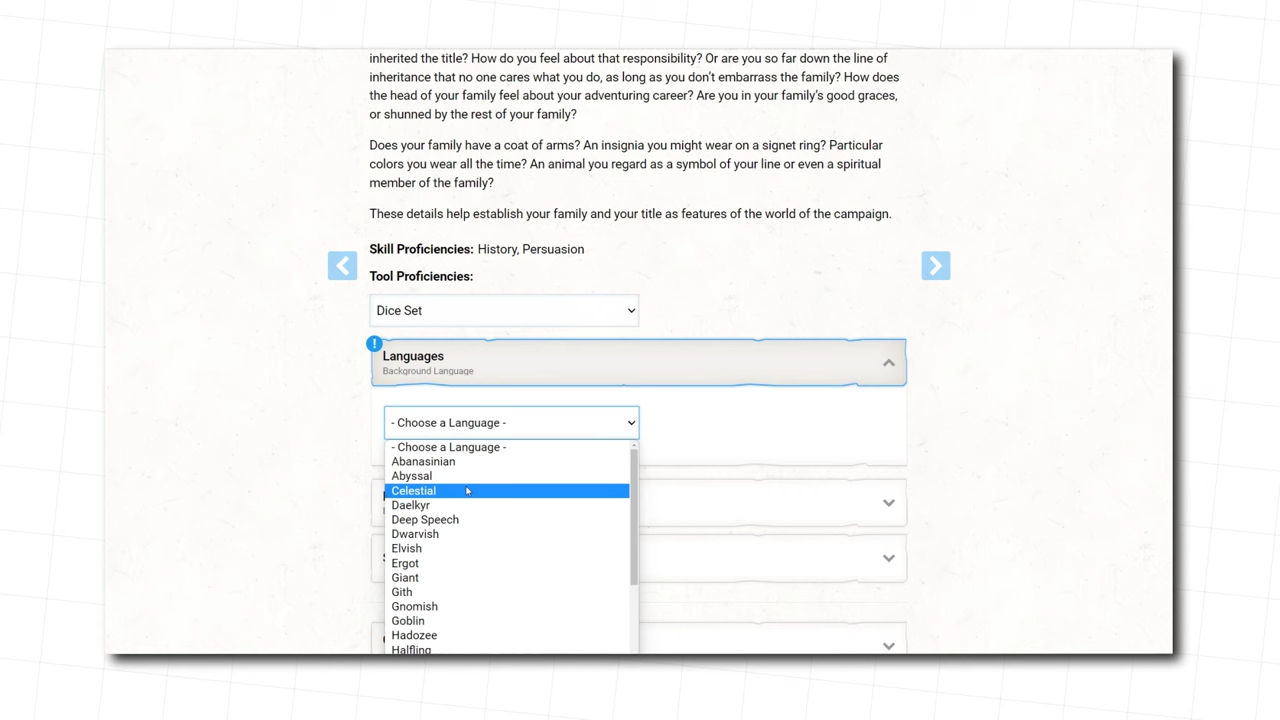 inherited the title? How do you feel about that responsibility? Or are you so far down the line of
inheritance that no one cares what you do, as long as you don't embarrass the family? How does
the head of your family feel about your adventuring career? Are you in your family's good graces,
or shunned by the rest of your family?
Does your family have a coat of arms? An insignia you might wear on a signet ring? Particular
colors you wear all the time? An animal you regard as a symbol of your line or even a spiritual
member of the family?
These details help establish your family and your title as features of the world of the campaign.
Skill Proficiencies: History, Persuasion
Tool Proficiencies:
Dice Set
!
Languages
Background Language
- Choose a Language -
- Choose a Language -
Abanasinian
Abyssal
Celestial
Daelkyr
Deep Speech
Dwarvish
Elvish
Ergot
Giant
Gith
Gnomish
Goblin
Hadozee
Halfling